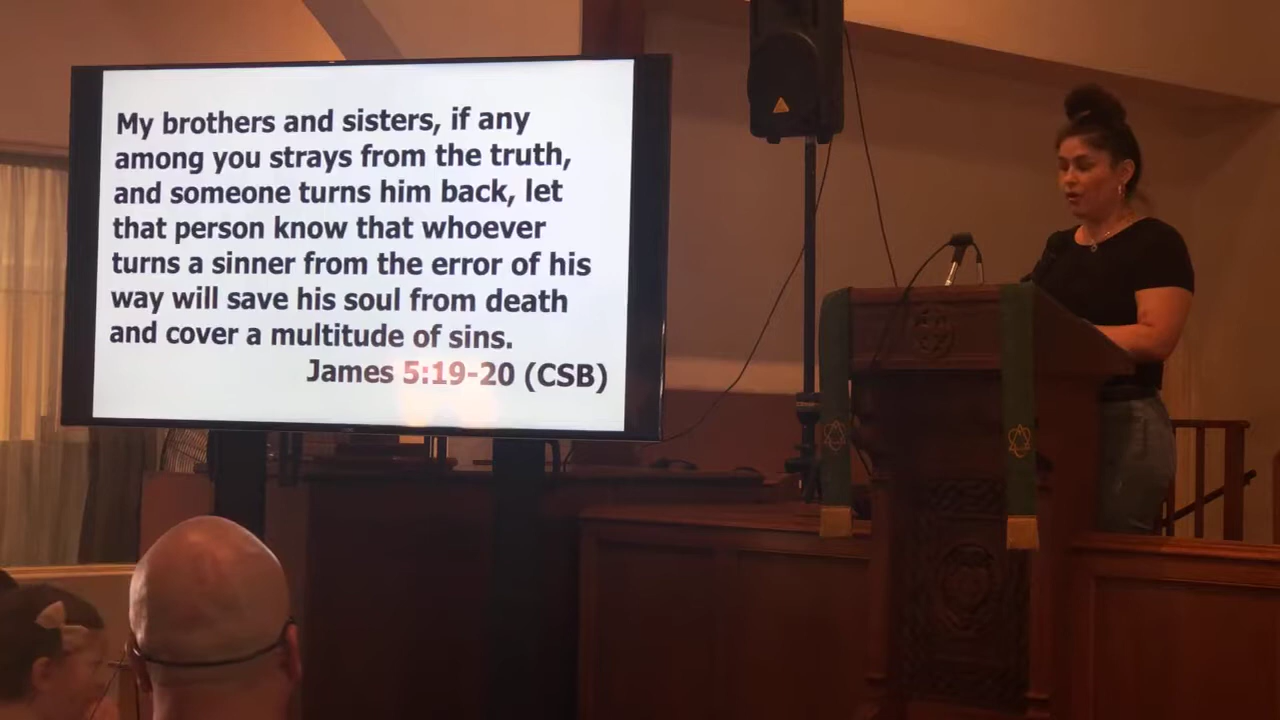 My brothers and sisters, if any
among you strays from the truth,
and someone turns him back, let
that person know that whoever
turns a sinner from the error of his
way will save his soul from death
and cover a multitude of sins.
James 5:19-20 (CSB)